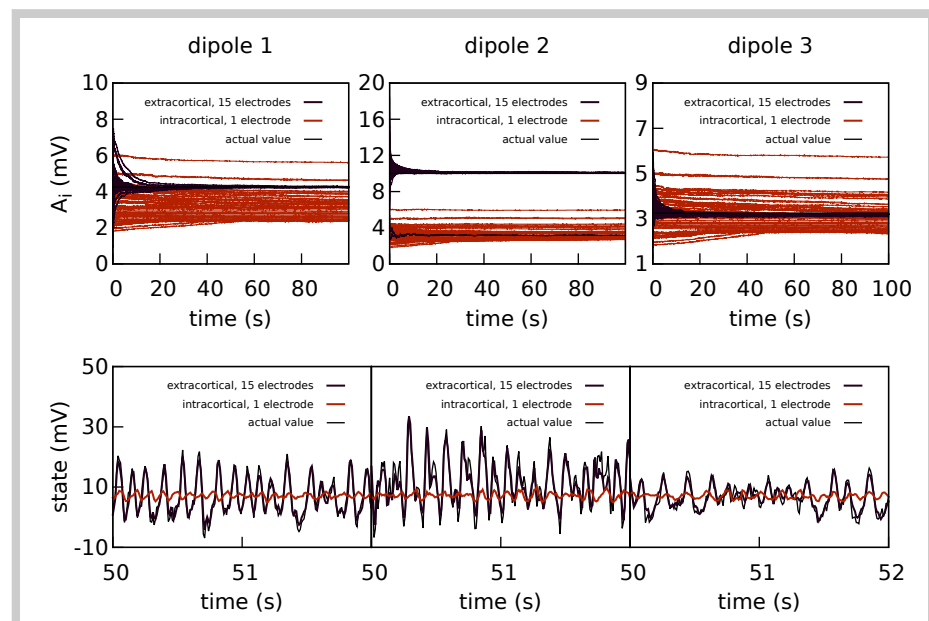 dipole 1
dipole 2
dipole 3
10
8
6
4
2
0
A_i (mV)
extracortical, 15 electrodes
intracortical, 1 electrode
actual value
0 20 40 60 80
time (s)
20
16
12
8
4
0
extracortical, 15 electrodes
intracortical, 1 electrode
actual value
0 20 40 60 80
time (s)
9
7
5
3
1
extracortical, 15 electrodes
intracortical, 1 electrode
actual value
0 20 40 60 80 100
time (s)
50
30
10
-10
state (mV)
extracortical, 15 electrodes
intracortical, 1 electrode
actual value
50 51
time (s)
extracortical, 15 electrodes
intracortical, 1 electrode
actual value
50 51
time (s)
extracortical, 15 electrodes
intracortical, 1 electrode
actual value
50 51 52
time (s)